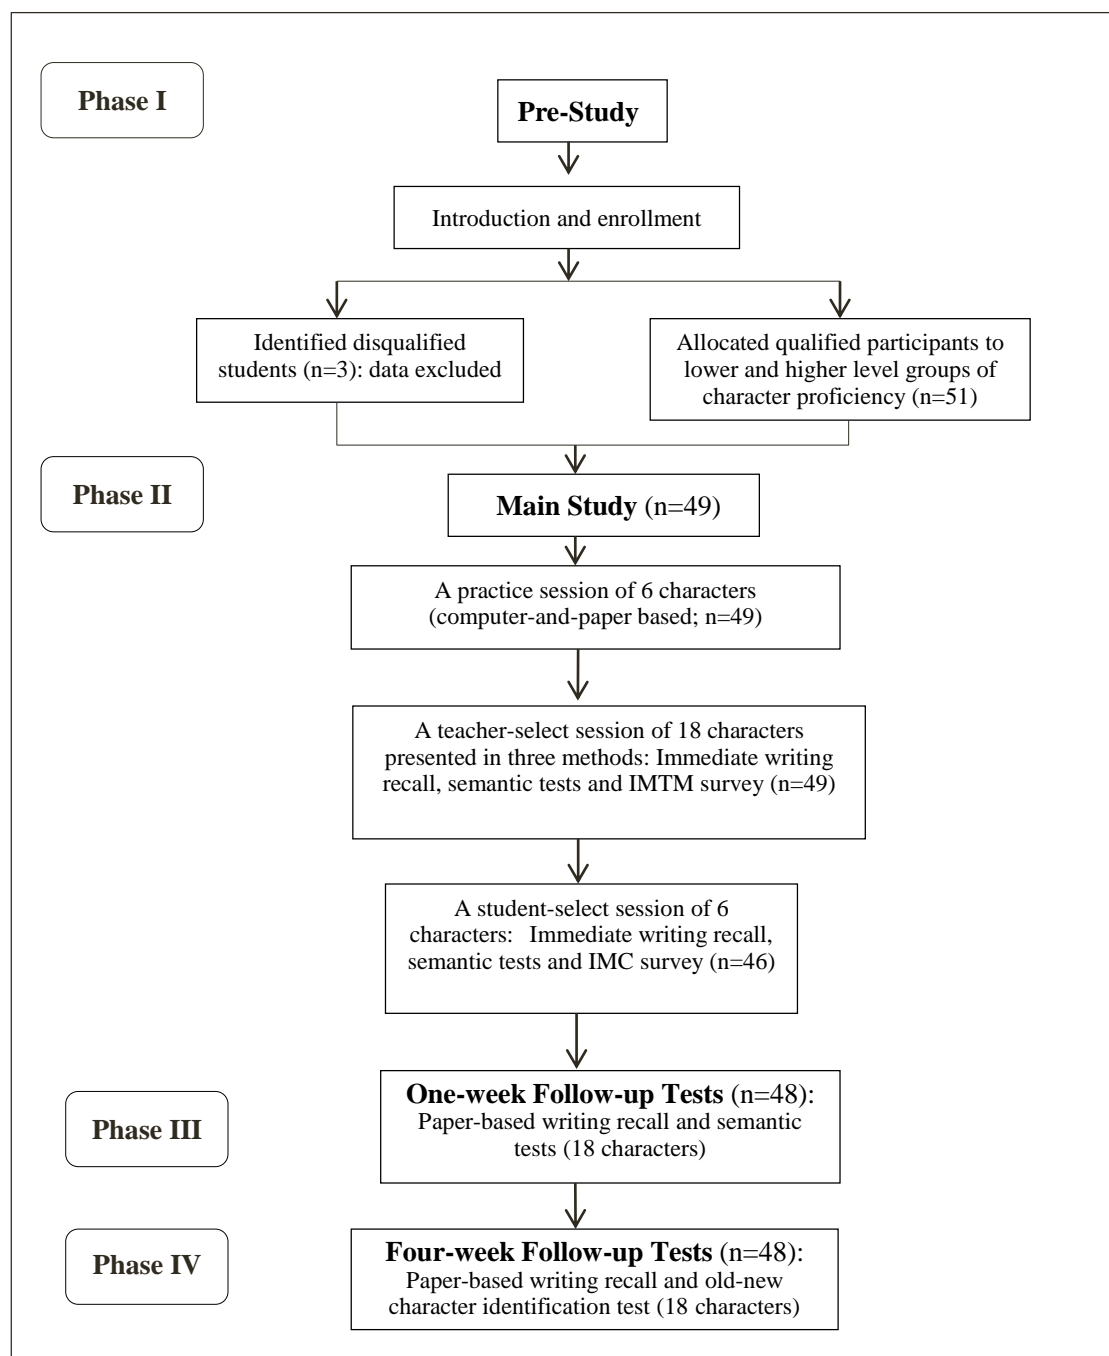 Phase I
Pre-Study
Introduction and enrollment
Identified disqualified
students (n=3): data excluded
Allocated qualified participants to
lower and higher level groups of
character proficiency (n=51)
Phase II
Main Study (n=49)
A practice session of 6 characters
(computer-and-paper based; n=49)
A teacher-select session of 18 characters
presented in three methods: Immediate writing
recall, semantic tests and IMTM survey (n=49)
A student-select session of 6
characters: Immediate writing recall,
semantic tests and IMC survey (n=46)
Phase III
One-week Follow-up Tests (n=48):
Paper-based writing recall and semantic
tests (18 characters)
Phase IV
Four-week Follow-up Tests (n=48):
Paper-based writing recall and old-new
character identification test (18 characters)